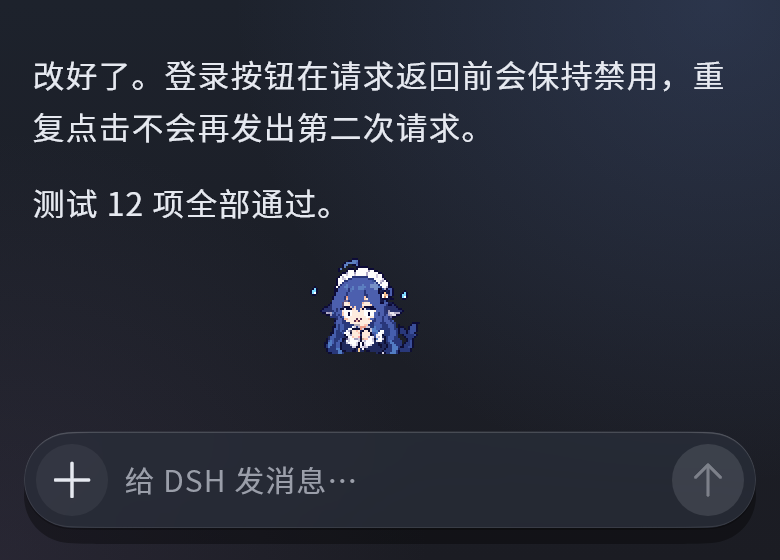 改好了。登录按钮在请求返回前会保持禁用，重
复点击不会再发出第二次请求。
测试 12 项全部通过。
给 DSH 发消息…